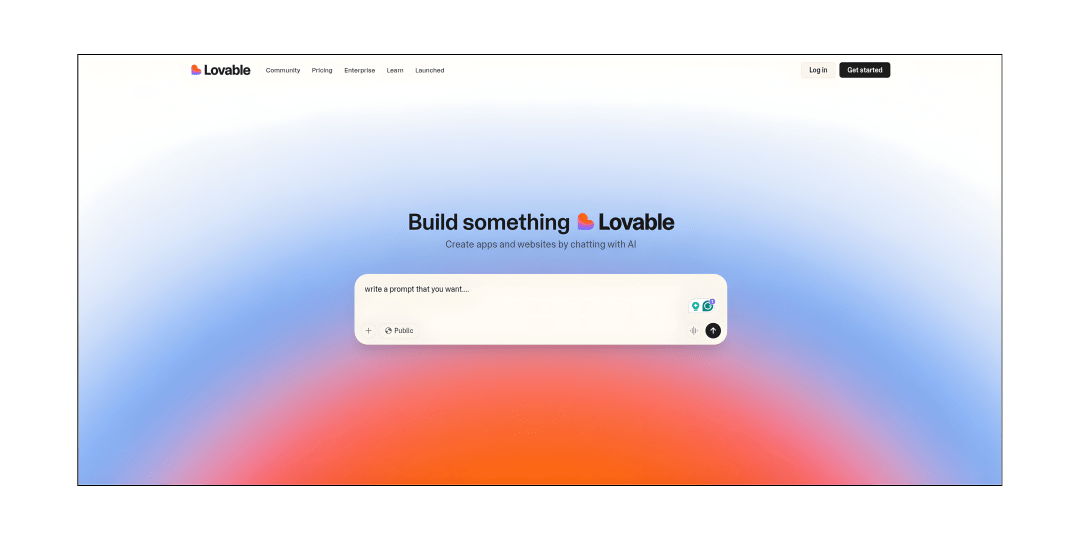 Lovable Community Pricing Enterprise Learn Launched Log in Get started
Build something Lovable
Create apps and websites by chatting with AI
write a prompt that you want....
Public